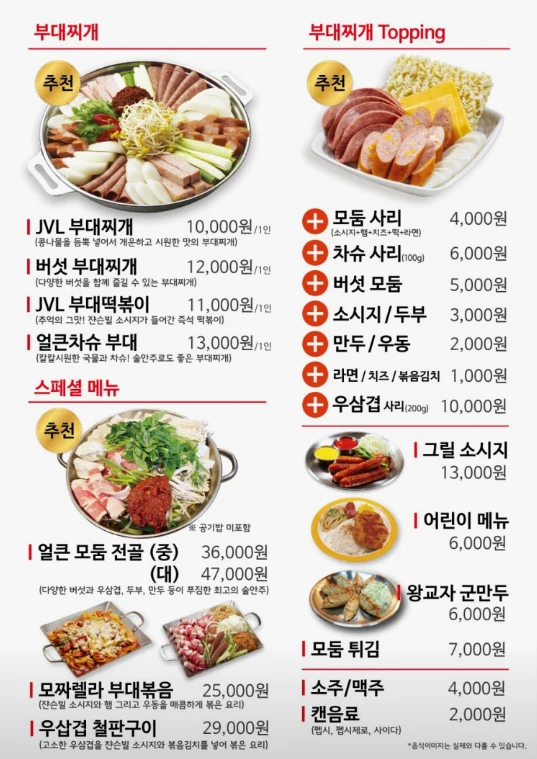 부대찌개
추천
JVL 부대찌개 10,000원/1인
(콩나물을 듬뿍 넣어서 개운하고 시원한 맛의 부대찌개)
버섯 부대찌개 12,000원/1인
(다양한 버섯을 함께 즐길 수 있는 부대찌개)
JVL 부대떡볶이 11,000원/1인
(추억의 그맛! 쟌슨빌 소시지가 들어간 즉석 떡볶이)
얼큰차슈 부대 13,000원/1인
(칼칼시원한 국물과 차슈! 술안주로도 좋은 부대찌개)
스페셜 메뉴
추천
※ 공기밥 미포함
얼큰 모둠 전골 (중) 36,000원
(대) 47,000원
(다양한 버섯과 우삼겹, 두부, 만두 등이 푸짐한 최고의 술안주)
모짜렐라 부대볶음 25,000원
(쟌슨빌 소시지와 햄 그리고 우동을 매콤하게 볶은 요리)
우삽겹 철판구이 29,000원
(고소한 우삼겹을 쟌슨빌 소시지와 볶음김치를 넣어 볶은 요리)
부대찌개 Topping
추천
+ 모둠 사리 4,000원
(소시지+햄+치즈+떡+라면)
+ 차슈 사리(100g) 6,000원
+ 버섯 모둠 5,000원
+ 소시지/두부 3,000원
+ 만두/우동 2,000원
+ 라면/치즈/볶음김치 1,000원
+ 우삼겹 사리(200g) 10,000원
그릴 소시지
13,000원
어린이 메뉴
6,000원
왕교자 군만두
6,000원
모둠 튀김 7,000원
소주/맥주 4,000원
캔음료 2,000원
(펩시, 펩시제로, 사이다)
*음식이미지는 실제와 다를 수 있습니다.